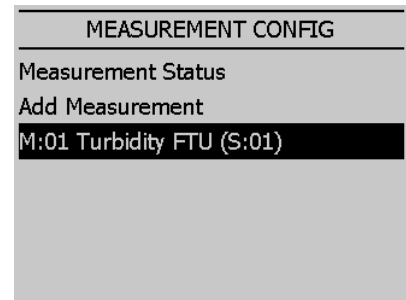 MEASUREMENT CONFIG
Measurement Status
Add Measurement
M:01 Turbidity FTU (S:01)